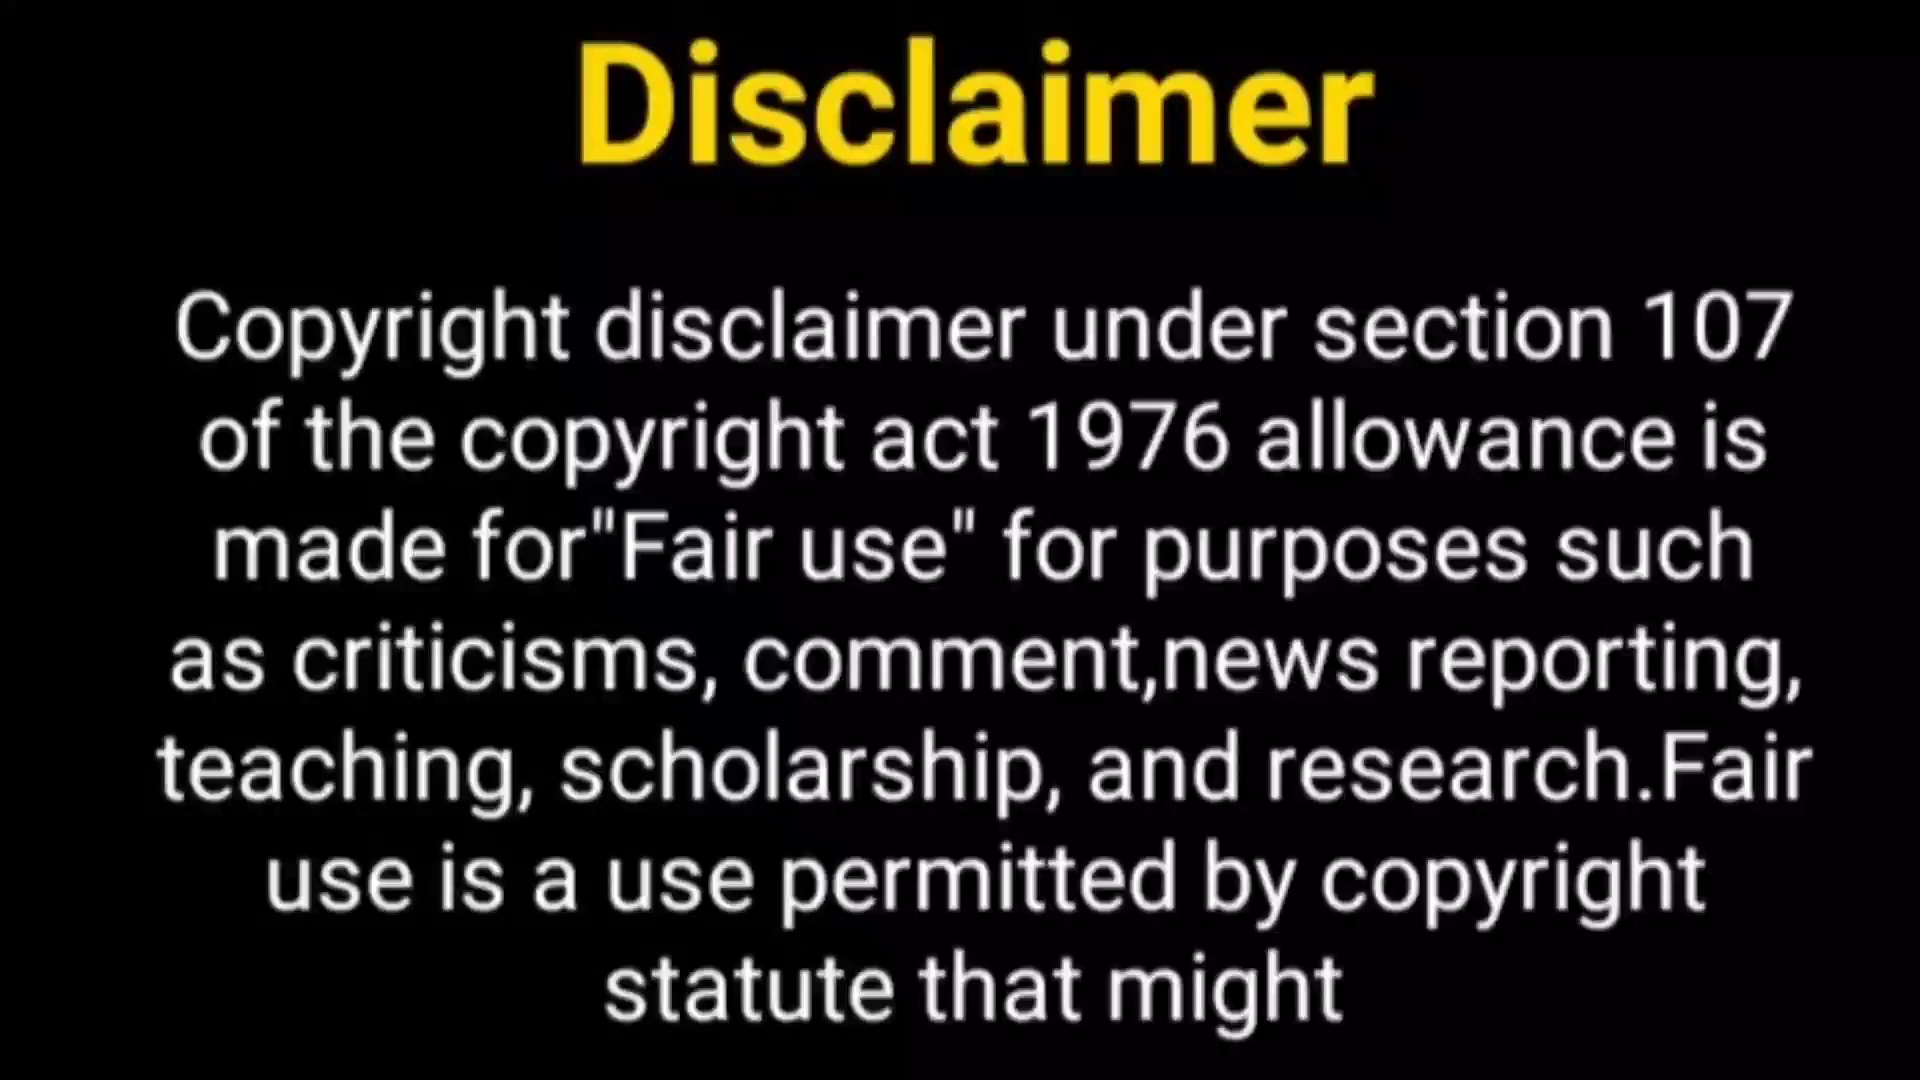 Disclaimer
Copyright disclaimer under section 107
of the copyright act 1976 allowance is
made for"Fair use" for purposes such
as criticisms, comment,news reporting,
teaching, scholarship, and research.Fair
use is a use permitted by copyright
statute that might